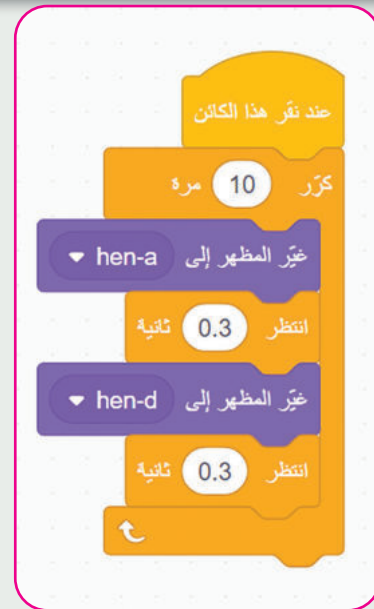 عند نقر هذا الكائن
كرّر 10 مرة
غيّر المظهر إلى hen-a
انتظر 0.3 ثانية
غيّر المظهر إلى hen-d
انتظر 0.3 ثانية